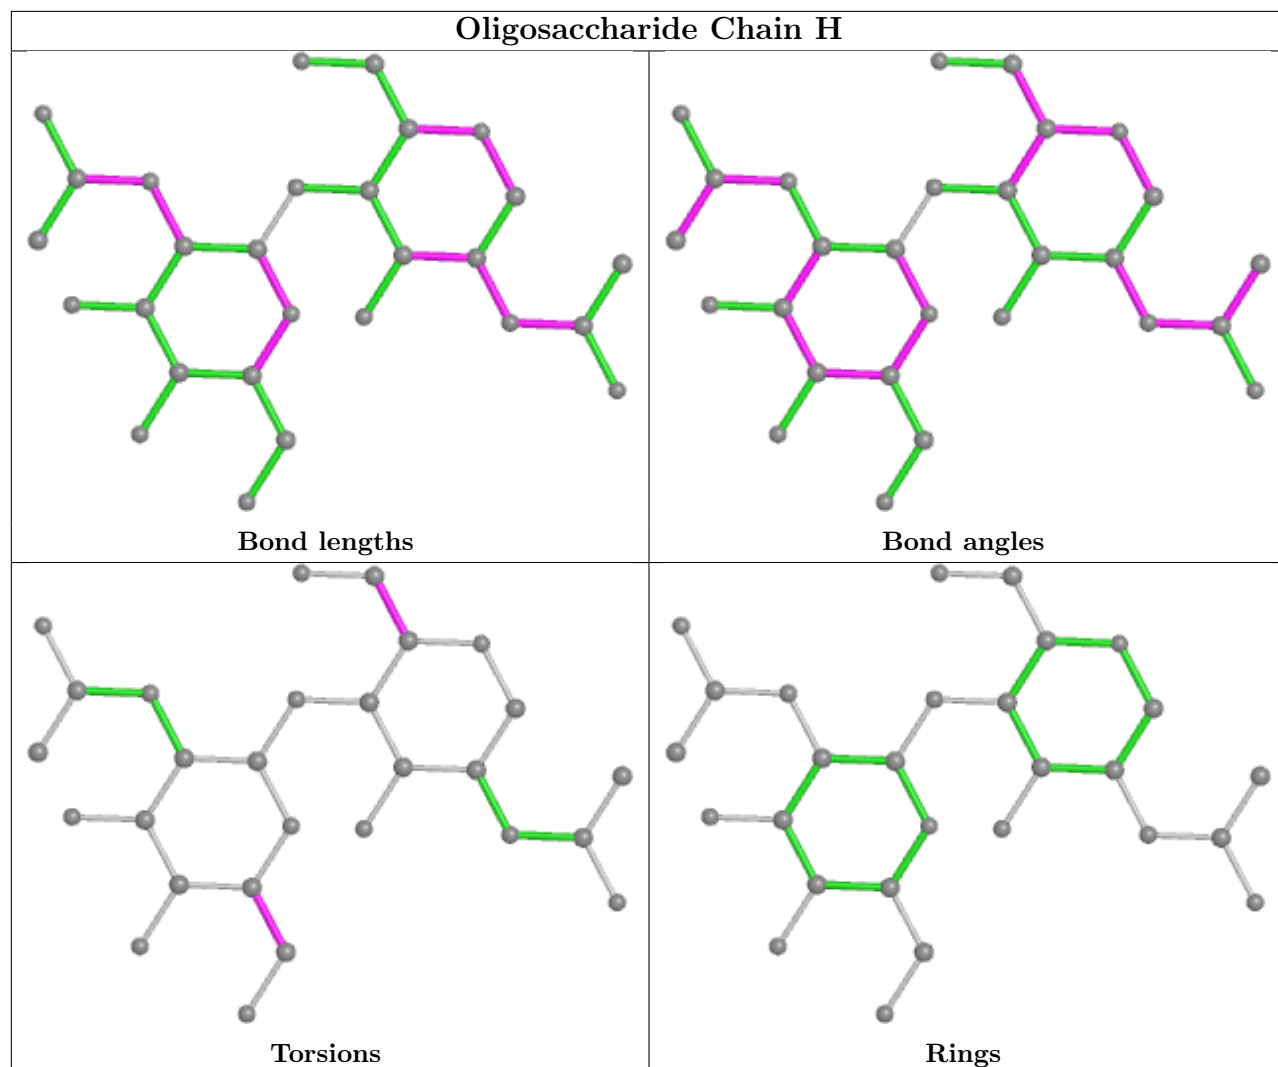 Oligosaccharide Chain H
Bond lengths
Bond angles
Torsions
Rings